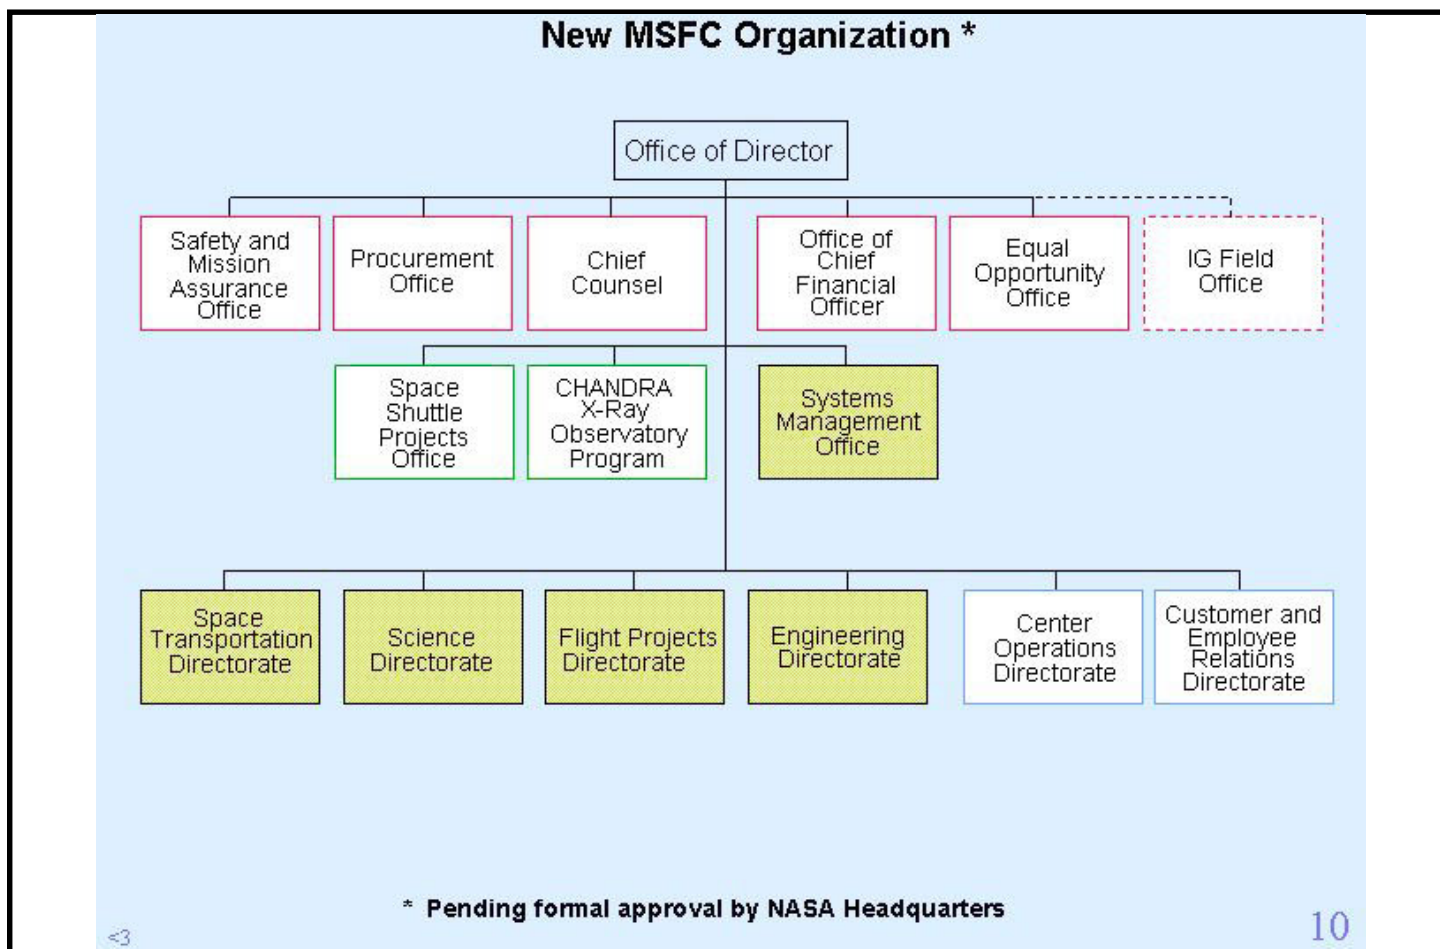 New MSFC Organization *
Office of Director
Safety and
Mission
Assurance
Office
Procurement
Office
Chief
Counsel
Office of
Chief
Financial
Officer
Equal
Opportunity
Office
IG Field
Office
Space
Shuttle
Projects
Office
CHANDRA
X-Ray
Observatory
Program
Systems
Management
Office
Space
Transportation
Directorate
Science
Directorate
Flight Projects
Directorate
Engineering
Directorate
Center
Operations
Directorate
Customer and
Employee
Relations
Directorate
* Pending formal approval by NASA Headquarters
<3
10